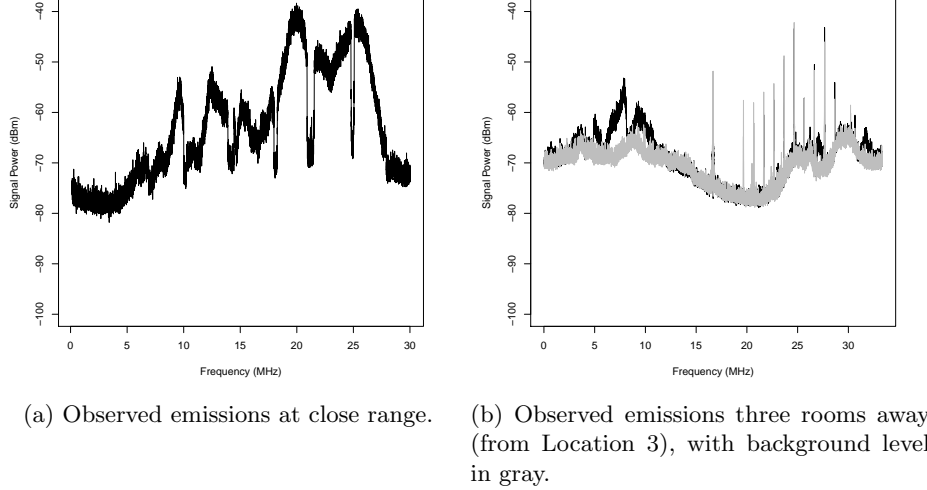 -40
-50
-60
-70
-80
-90
-100
Signal Power (dBm)
0 5 10 15 20 25 30
Frequency (MHz)
-40
-50
-60
-70
-80
-90
-100
Signal Power (dBm)
0 5 10 15 20 25 30
Frequency (MHz)
(a) Observed emissions at close range.
(b) Observed emissions three rooms away
(from Location 3), with background level
in gray.